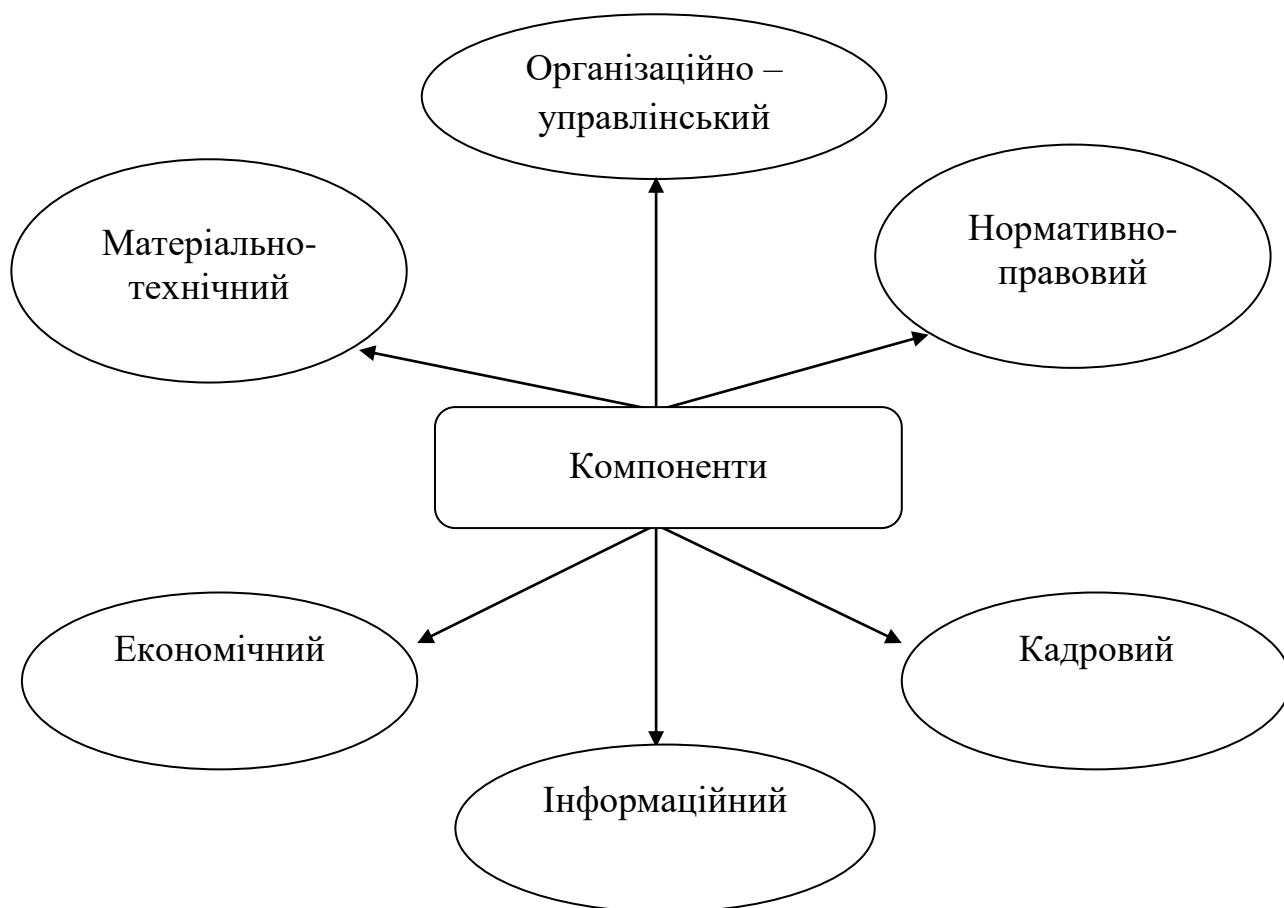 Організаційно –
управлінський
Матеріально-
технічний
Нормативно-
правовий
Компоненти
Економічний
Кадровий
Інформаційний